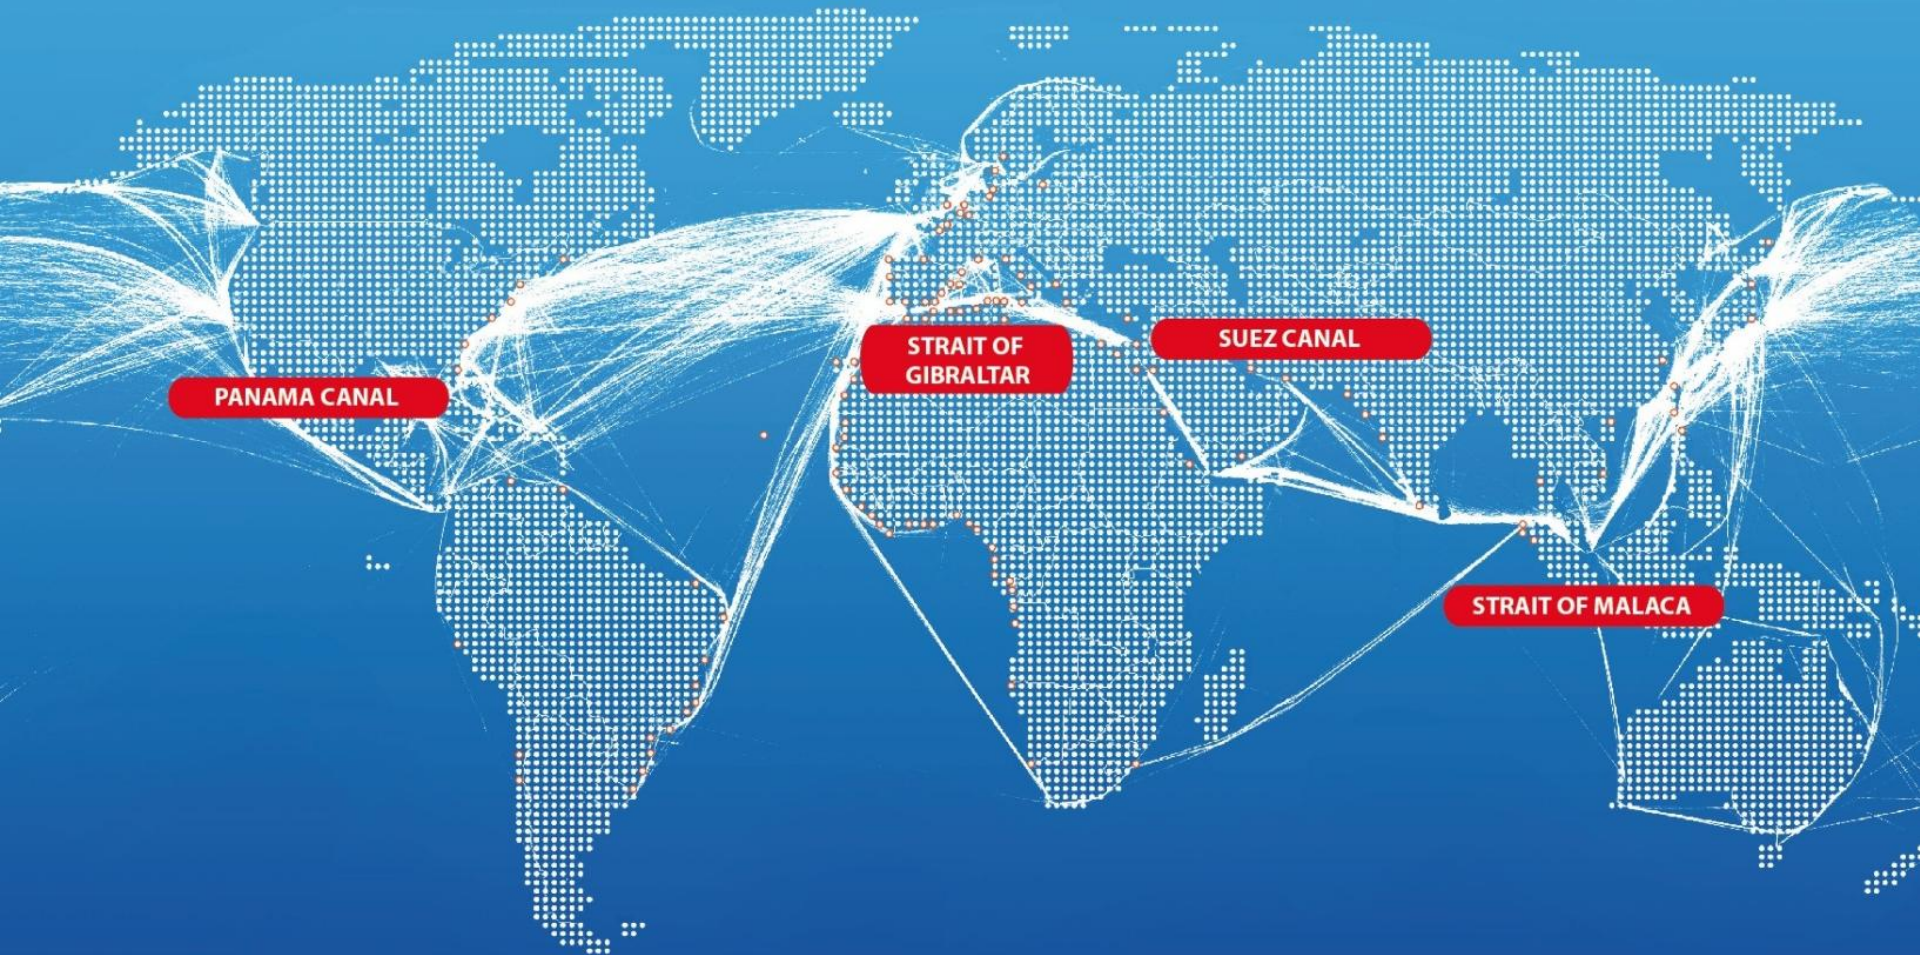 STRAIT OF
GIBRALTAR
SUEZ CANAL
PANAMA CANAL
STRAIT OF MALACA